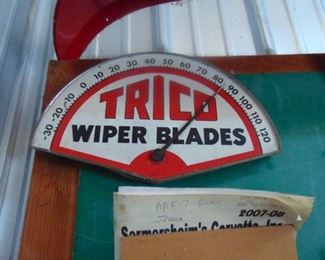 -30 -20 -10 0 10 20 30 40 50 60 70 80 90 100 110 120
TRICO
WIPER BLADES
2007-08
Sormersheim's Corvette, Inc